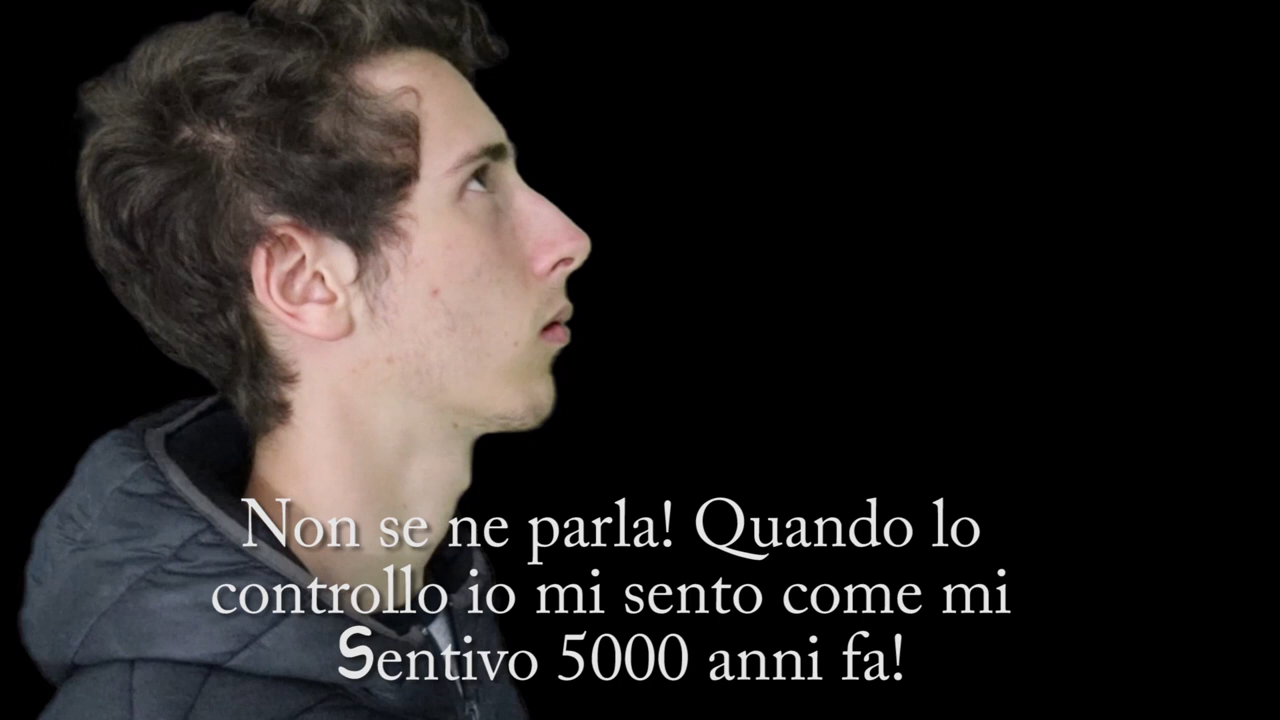 Non se ne parla! Quando lo
controllo io mi sento come mi
Sentivo 5000 anni fa!